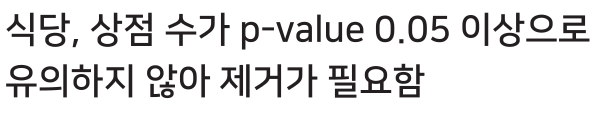 식당, 상점 수가 p-value 0.05 이상으로
유의하지 않아 제거가 필요함